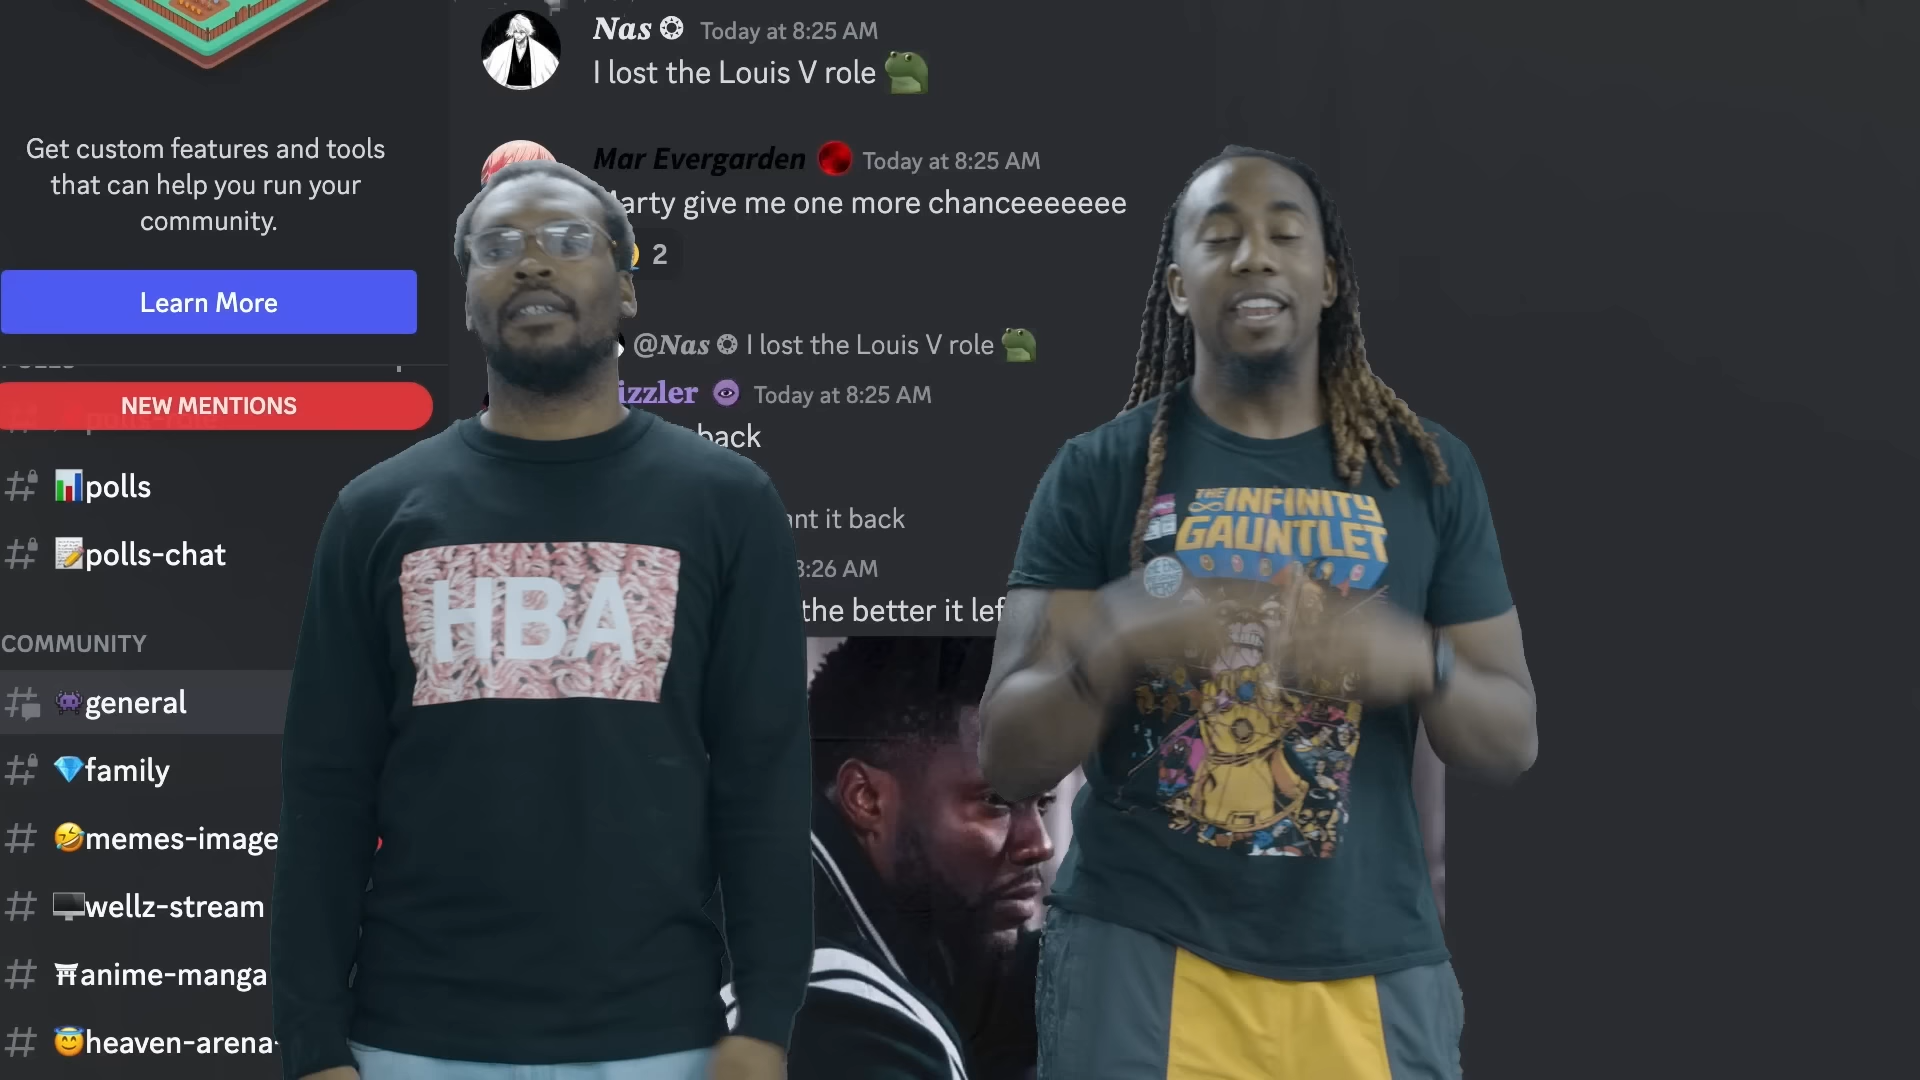 Get custom features and tools
that can help you run your
community.
Learn More
NEW MENTIONS
polls
polls-chat
COMMUNITY
general
family
memes-image
wellz-stream
anime-manga
heaven-arena-
Nas Today at 8:25 AM
I lost the Louis V role
Mar Evergarden Today at 8:25 AM
arty give me one more chanceeeeeee
2
@Nas I lost the Louis V role
izzler Today at 8:25 AM
back
ant it back
8:26 AM
the better it lef
HBA
THE INFINITY
GAUNTLET